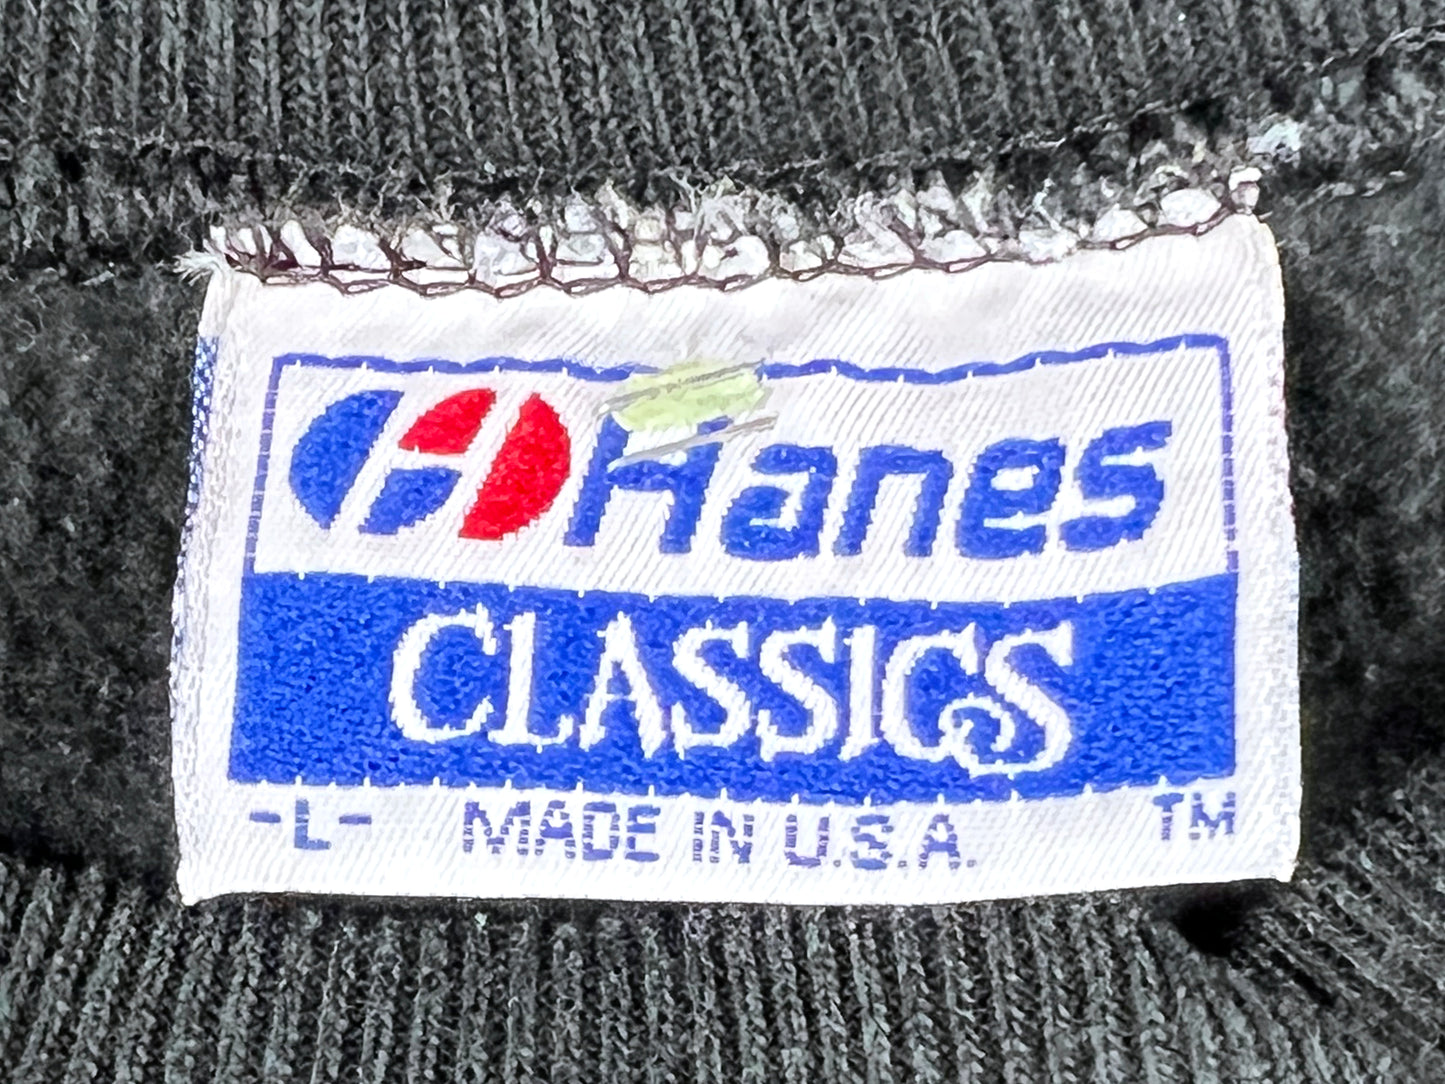 Hanes
CLASSICS
-L- MADE IN U.S.A. TM